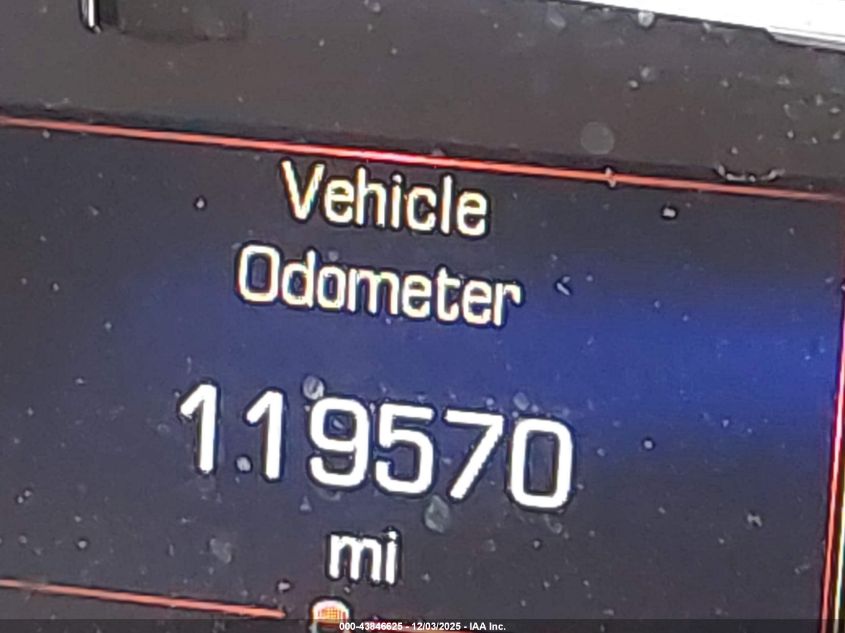 Vehicle
Odometer
119570
mi
000-43846625 - 12/03/2025 - IAA Inc.